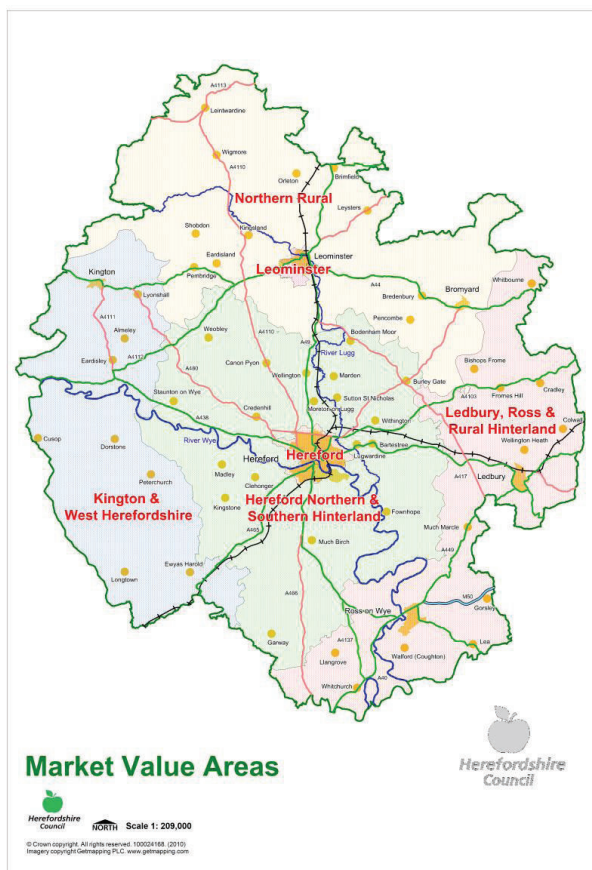 A4113
Leintwardine
Wigmore
A4110
Orleton
Brimfield
Northern Rural
Leysters
Shobdon
Kingsland
Eardisland
Leominster
Leominster
Pembridge
Kington
Lyonshall
A44
Whitbourne
Bredenbury
Bromyard
A4111
Pencombe
Almeley
Weobley
A4110
A49
Bodenham Moor
River Lugg
A4112
Eardisley
A480
Canon Pyon
Wellington
Marden
Bishops Frome
Burley Gate
Staunton on Wye
Sutton St.Nicholas
A4103
Fromes Hill
Cradley
A438
Credenhill
Moreton on Lugg
Withington
Ledbury, Ross &
Rural Hinterland
Colwall
Cusop
Dorstone
River Wye
Hereford
Hereford
Bartestree
Lugwardine
Wellington Heath
Peterchurch
Madley
Clehonger
A417
Ledbury
Kington &
West Herefordshire
Kingstone
Hereford Northern &
Southern Hinterland
Fownhope
Much Marcle
A465
Much Birch
A449
Ewyas Harold
Longtown
A466
M50
Gorsley
Ross-on Wye
Garway
A4137
Llangrove
Walford (Coughton)
Lea
Whitchurch
A40
Market Value Areas
Herefordshire
Council
Herefordshire
Council
NORTH
Scale 1: 209,000
© Crown copyright. All rights reserved. 100024168. (2010)
Imagery copyright Getmapping PLC. www.getmapping.com